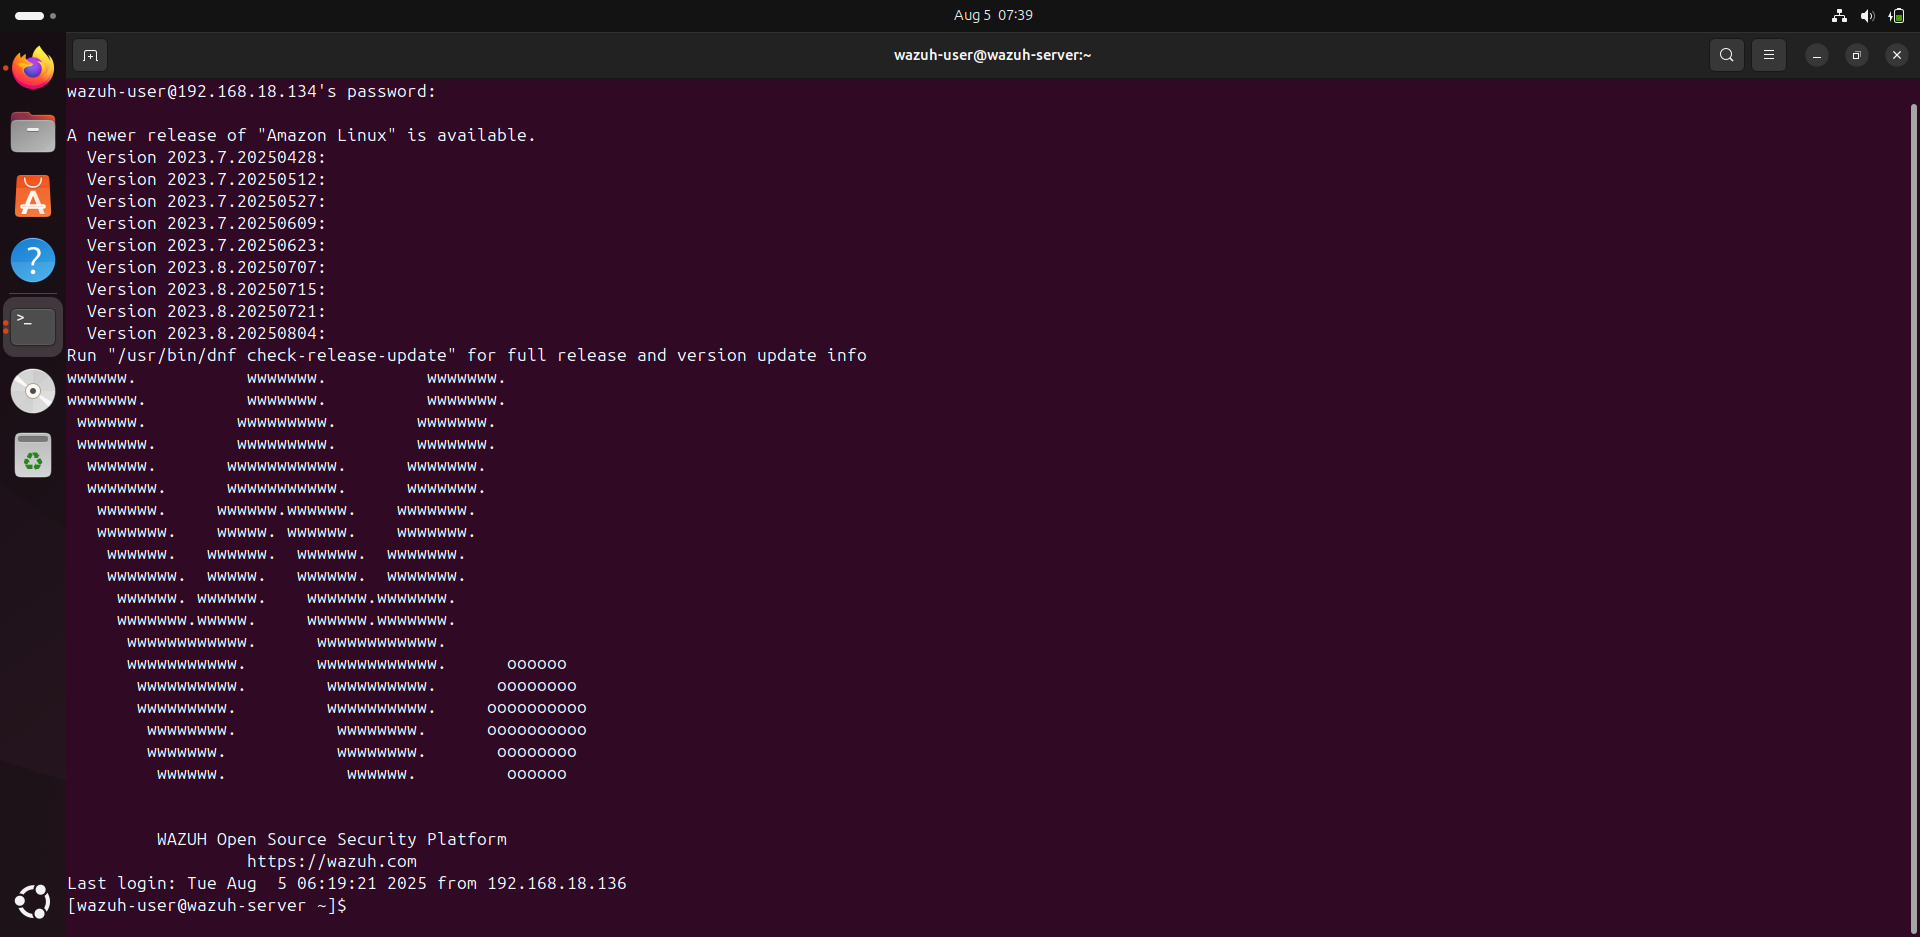 Aug 5  07:39
wazuh-user@wazuh-server:~
wazuh-user@192.168.18.134's password:
A newer release of "Amazon Linux" is available.
  Version 2023.7.20250428:
  Version 2023.7.20250512:
  Version 2023.7.20250527:
  Version 2023.7.20250609:
  Version 2023.7.20250623:
  Version 2023.8.20250707:
  Version 2023.8.20250715:
  Version 2023.8.20250721:
  Version 2023.8.20250804:
Run "/usr/bin/dnf check-release-update" for full release and version update info
wwwwww.           wwwwwww.          wwwwwww.
wwwwwww.          wwwwwww.          wwwwwww.
 wwwwww.         wwwwwwwww.        wwwwwww.
 wwwwwww.        wwwwwwwww.        wwwwwww.
  wwwwww.       wwwwwwwwwww.      wwwwwww.
  wwwwwww.      wwwwwwwwwww.      wwwwwww.
   wwwwww.     wwwwww.wwwwww.    wwwwwww.
   wwwwwww.    wwwww. wwwwww.    wwwwwww.
    wwwwww.   wwwwww.  wwwwww.  wwwwwww.
    wwwwwww.  wwwww.   wwwwww.  wwwwwww.
     wwwwww. wwwwww.    wwwwww.wwwwwww.
     wwwwwww.wwwww.     wwwwww.wwwwwww.
      wwwwwwwwwwww.      wwwwwwwwwwww.
      wwwwwwwwwww.       wwwwwwwwwwww.      oooooo
       wwwwwwwwww.        wwwwwwwwww.      oooooooo
       wwwwwwwww.         wwwwwwwwww.     oooooooooo
        wwwwwwww.          wwwwwwww.      oooooooooo
        wwwwwww.           wwwwwwww.       oooooooo
         wwwwww.            wwwwww.         oooooo
         WAZUH Open Source Security Platform
                  https://wazuh.com
Last login: Tue Aug  5 06:19:21 2025 from 192.168.18.136
[wazuh-user@wazuh-server ~]$